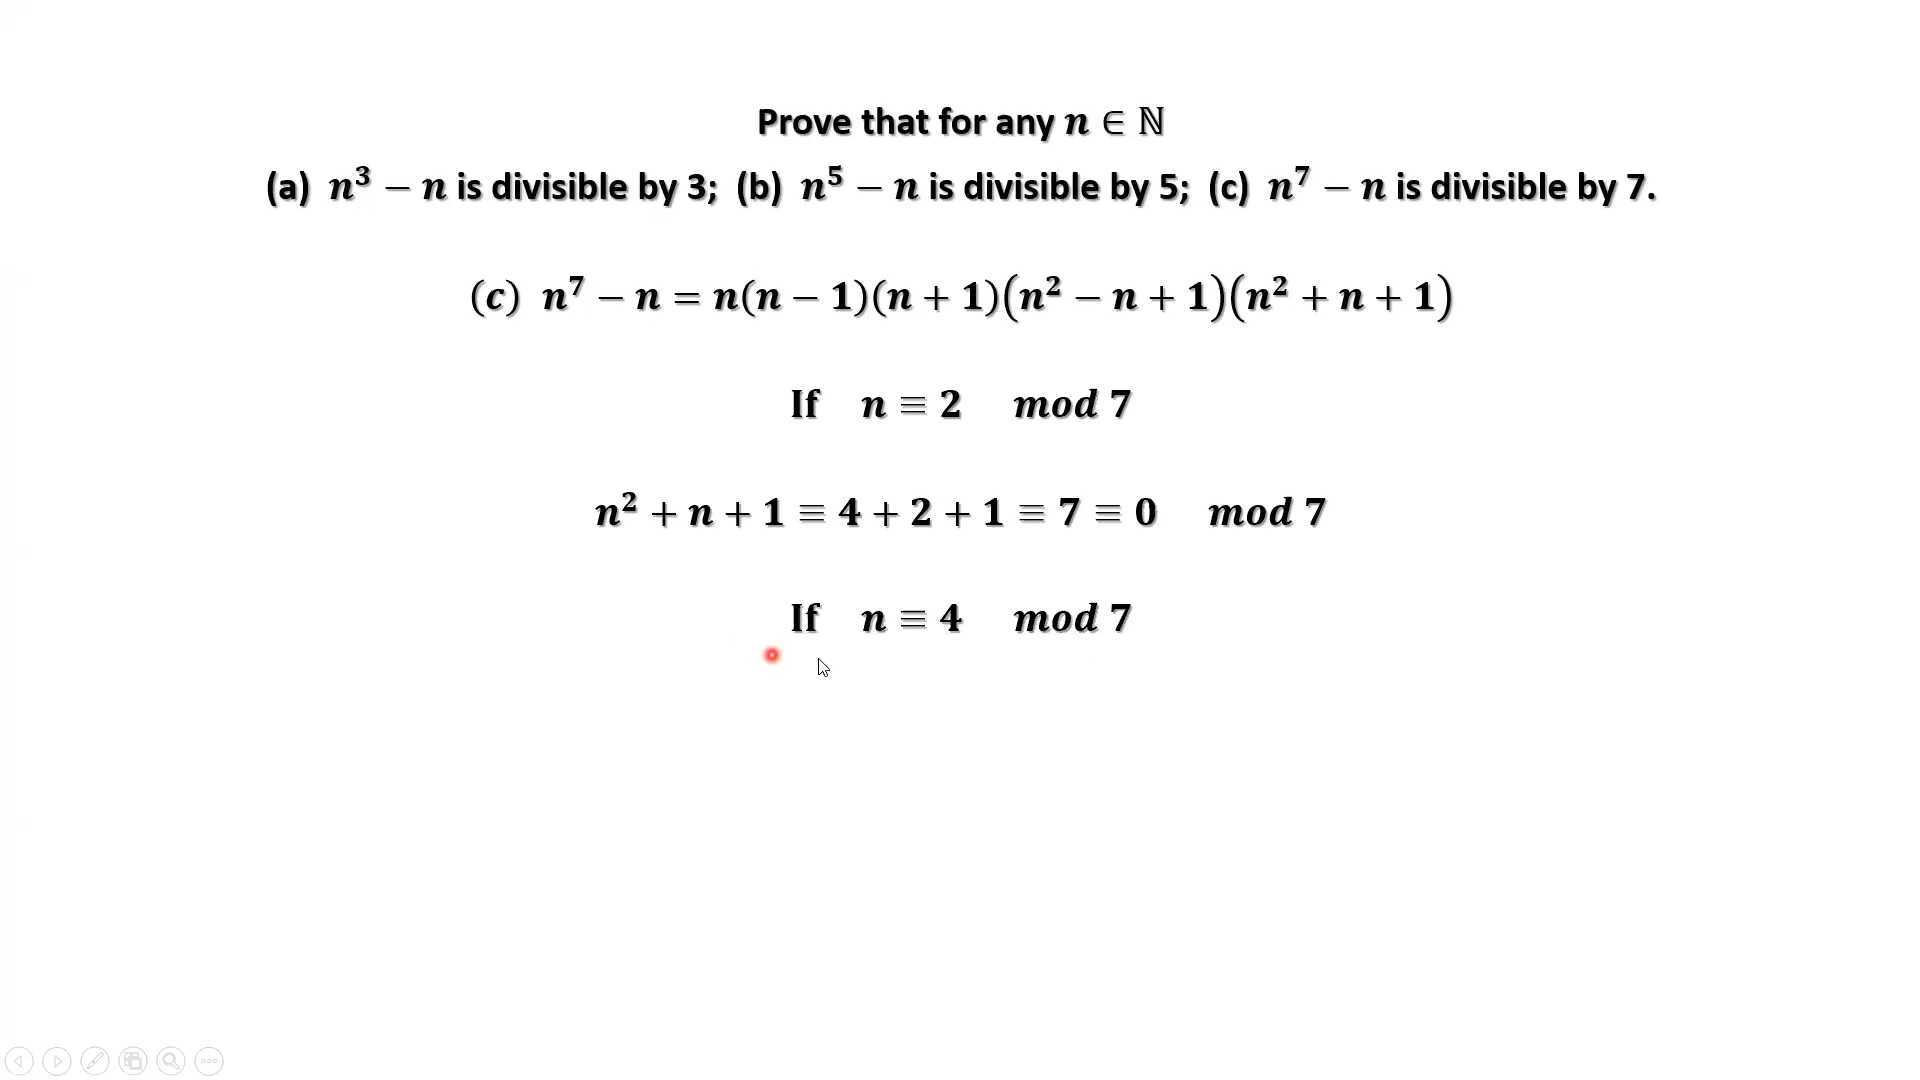 Prove that for any n ∈ ℕ
(a) n³ − n is divisible by 3; (b) n⁵ − n is divisible by 5; (c) n⁷ − n is divisible by 7.
(c) n⁷ − n = n(n − 1)(n + 1)(n² − n + 1)(n² + n + 1)
If n ≡ 2 mod 7
n² + n + 1 ≡ 4 + 2 + 1 ≡ 7 ≡ 0 mod 7
If n ≡ 4 mod 7